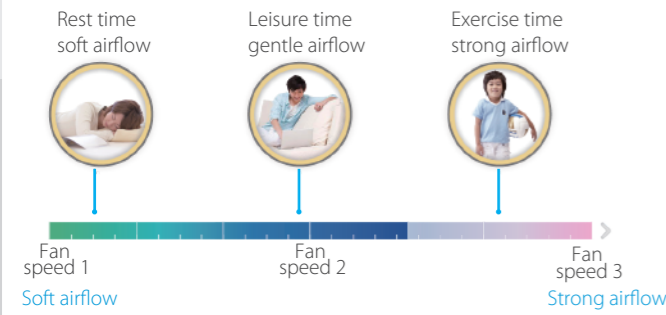 Rest time
soft airflow
Leisure time
gentle airflow
Exercise time
strong airflow
Fan
speed 1
Fan
speed 2
Fan
speed 3
Soft airflow
Strong airflow